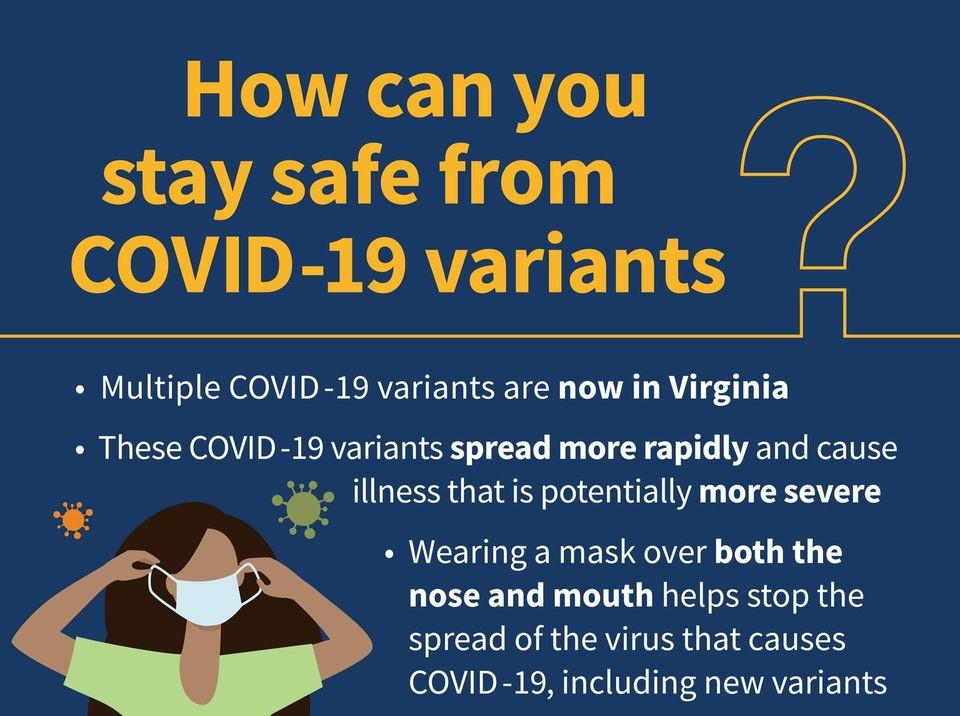 How can you
stay safe from
COVID-19 variants
?
• Multiple COVID-19 variants are now in Virginia
• These COVID-19 variants spread more rapidly and cause
illness that is potentially more severe
• Wearing a mask over both the
nose and mouth helps stop the
spread of the virus that causes
COVID-19, including new variants